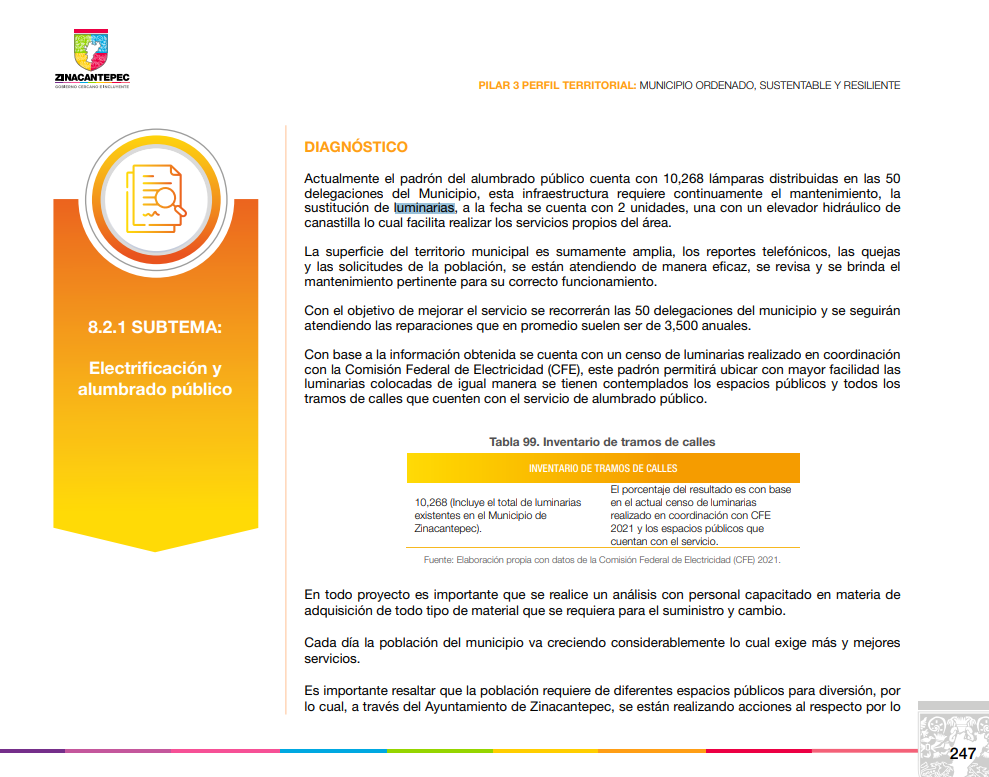 ZINACANTEPEC
GOBIERNO CERCANO E INCLUYENTE
PILAR 3 PERFIL TERRITORIAL: MUNICIPIO ORDENADO, SUSTENTABLE Y RESILIENTE
8.2.1 SUBTEMA:
Electrificación y
alumbrado público
DIAGNÓSTICO
Actualmente el padrón del alumbrado público cuenta con 10,268 lámparas distribuidas en las 50
delegaciones del Municipio, esta infraestructura requiere continuamente el mantenimiento, la
sustitución de luminarias, a la fecha se cuenta con 2 unidades, una con un elevador hidráulico de
canastilla lo cual facilita realizar los servicios propios del área.
La superficie del territorio municipal es sumamente amplia, los reportes telefónicos, las quejas
y las solicitudes de la población, se están atendiendo de manera eficaz, se revisa y se brinda el
mantenimiento pertinente para su correcto funcionamiento.
Con el objetivo de mejorar el servicio se recorrerán las 50 delegaciones del municipio y se seguirán
atendiendo las reparaciones que en promedio suelen ser de 3,500 anuales.
Con base a la información obtenida se cuenta con un censo de luminarias realizado en coordinación
con la Comisión Federal de Electricidad (CFE), este padrón permitirá ubicar con mayor facilidad las
luminarias colocadas de igual manera se tienen contemplados los espacios públicos y todos los
tramos de calles que cuenten con el servicio de alumbrado público.
Tabla 99. Inventario de tramos de calles
INVENTARIO DE TRAMOS DE CALLES
10,268 (Incluye el total de luminarias
existentes en el Municipio de
Zinacantepec).
El porcentaje del resultado es con base
en el actual censo de luminarias
realizado en coordinación con CFE
2021 y los espacios públicos que
cuentan con el servicio.
Fuente: Elaboración propia con datos de la Comisión Federal de Electricidad (CFE) 2021.
En todo proyecto es importante que se realice un análisis con personal capacitado en materia de
adquisición de todo tipo de material que se requiera para el suministro y cambio.
Cada día la población del municipio va creciendo considerablemente lo cual exige más y mejores
servicios.
Es importante resaltar que la población requiere de diferentes espacios públicos para diversión, por
lo cual, a través del Ayuntamiento de Zinacantepec, se están realizando acciones al respecto por lo
247